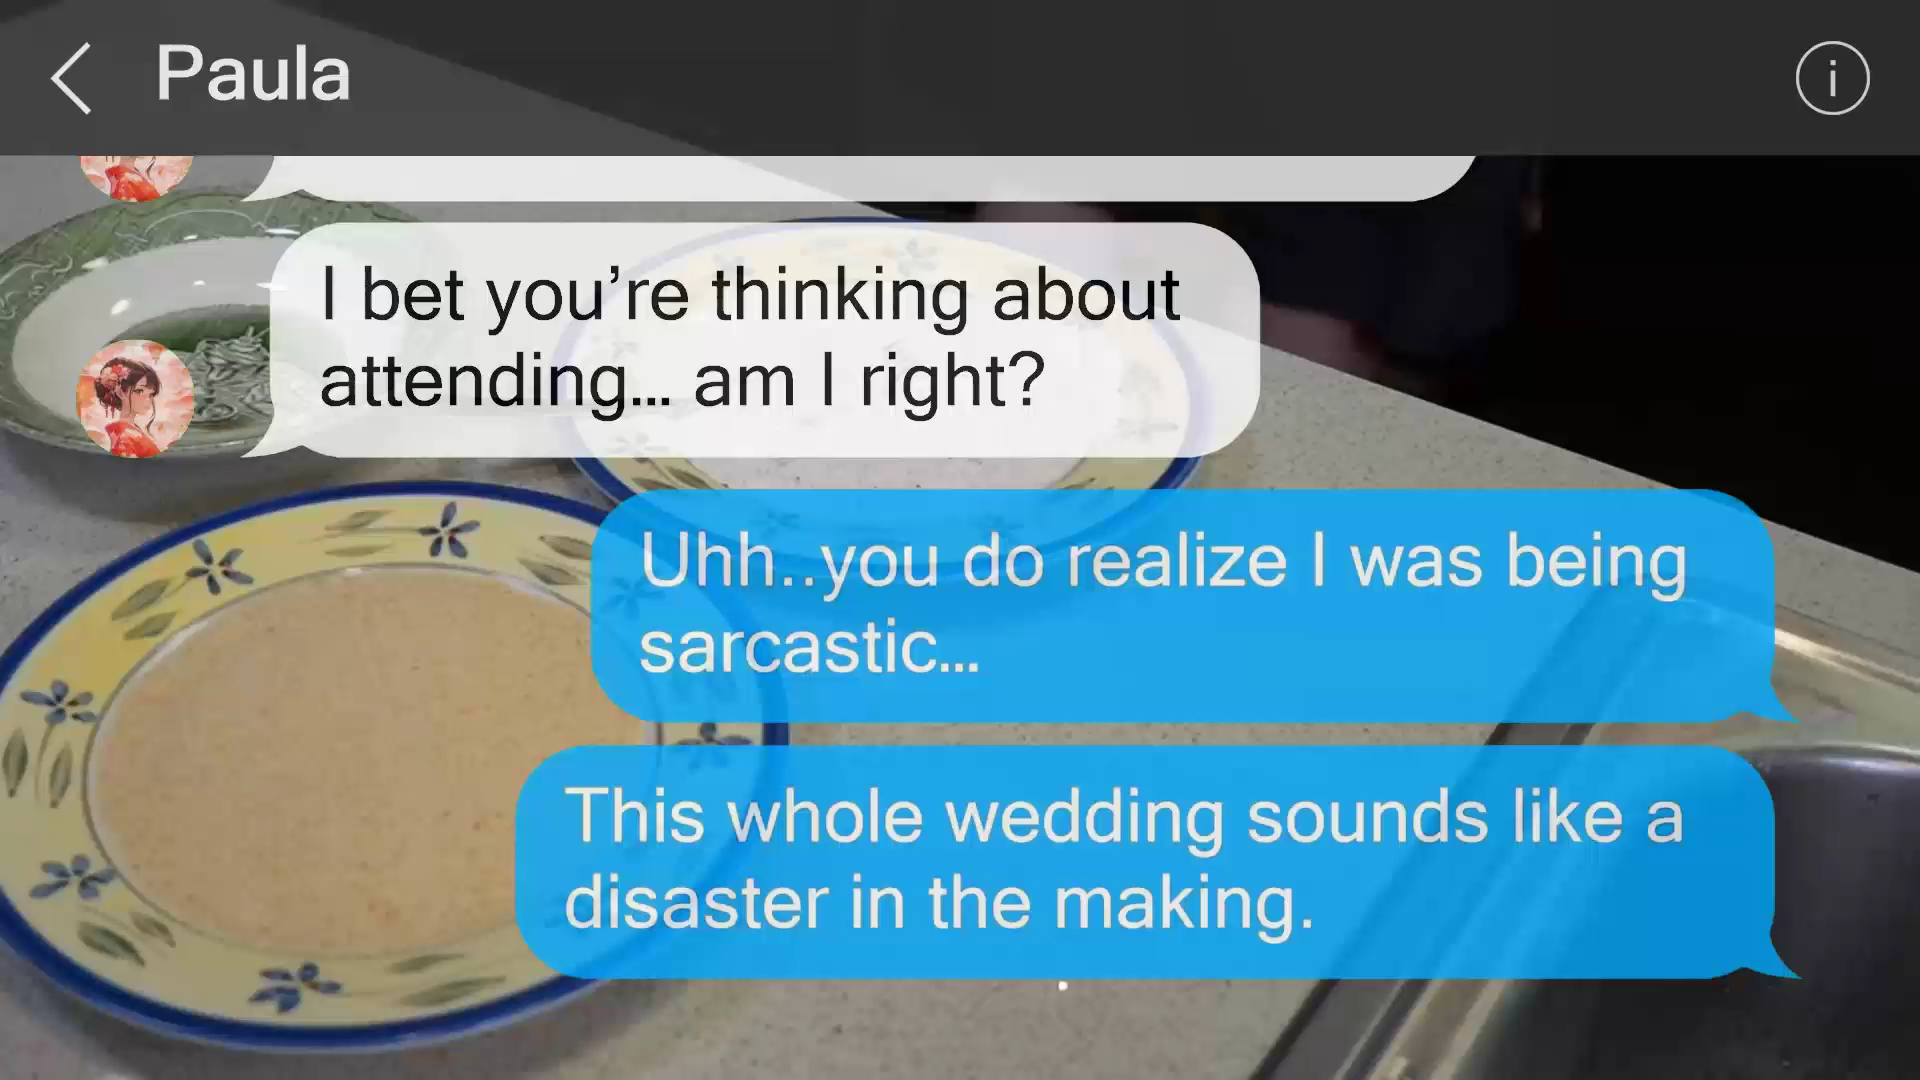 Paula
I bet you’re thinking about
attending... am I right?
Uhh..you do realize I was being
sarcastic...
This whole wedding sounds like a
disaster in the making.